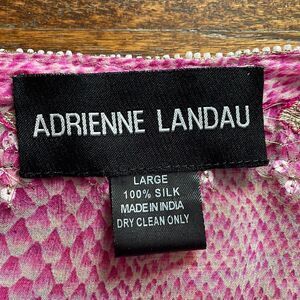 ADRIENNE LANDAU
LARGE
100% SILK
MADE IN INDIA
DRY CLEAN ONLY